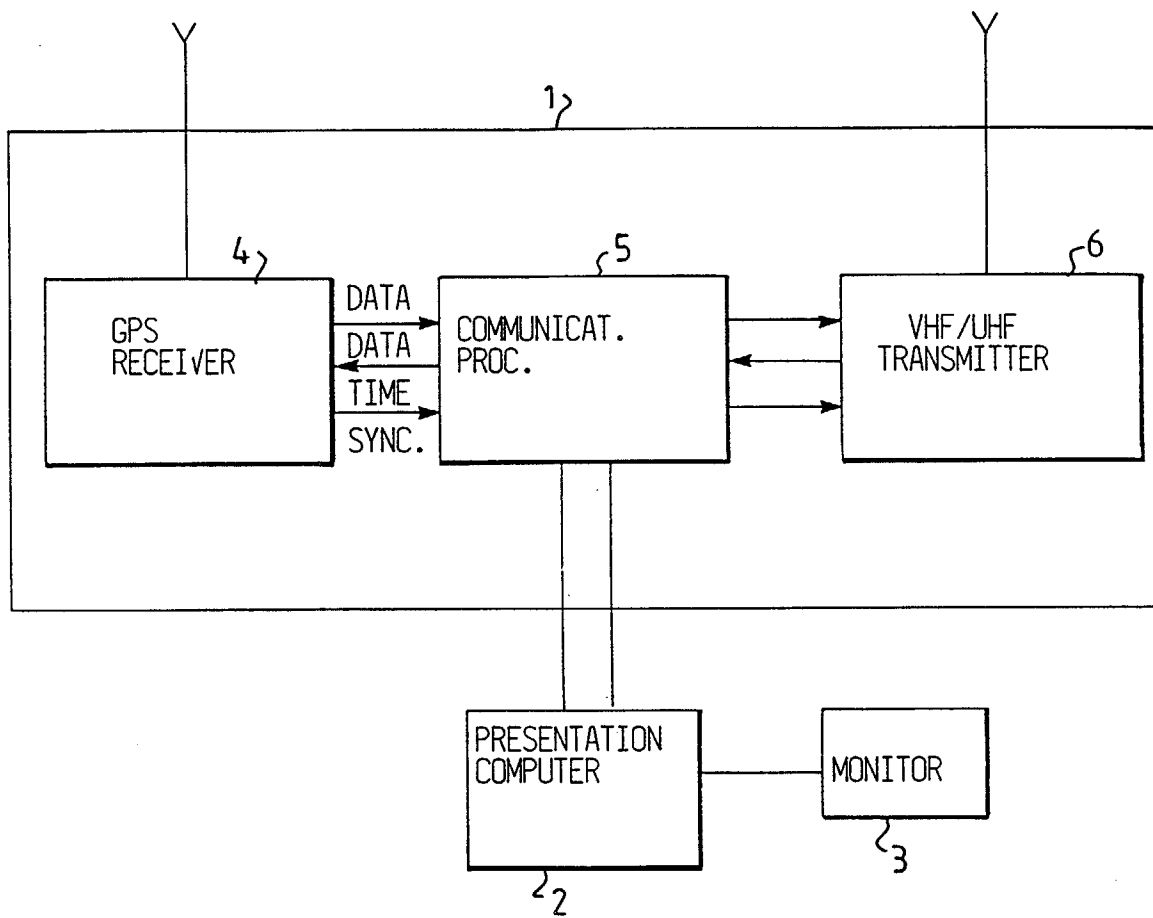 1
4
5
6
GPS
RECEIVER
DATA
DATA
TIME
SYNC.
COMMUNICAT.
PROC.
VHF/UHF
TRANSMITTER
PRESENTATION
COMPUTER
MONITOR
3
2